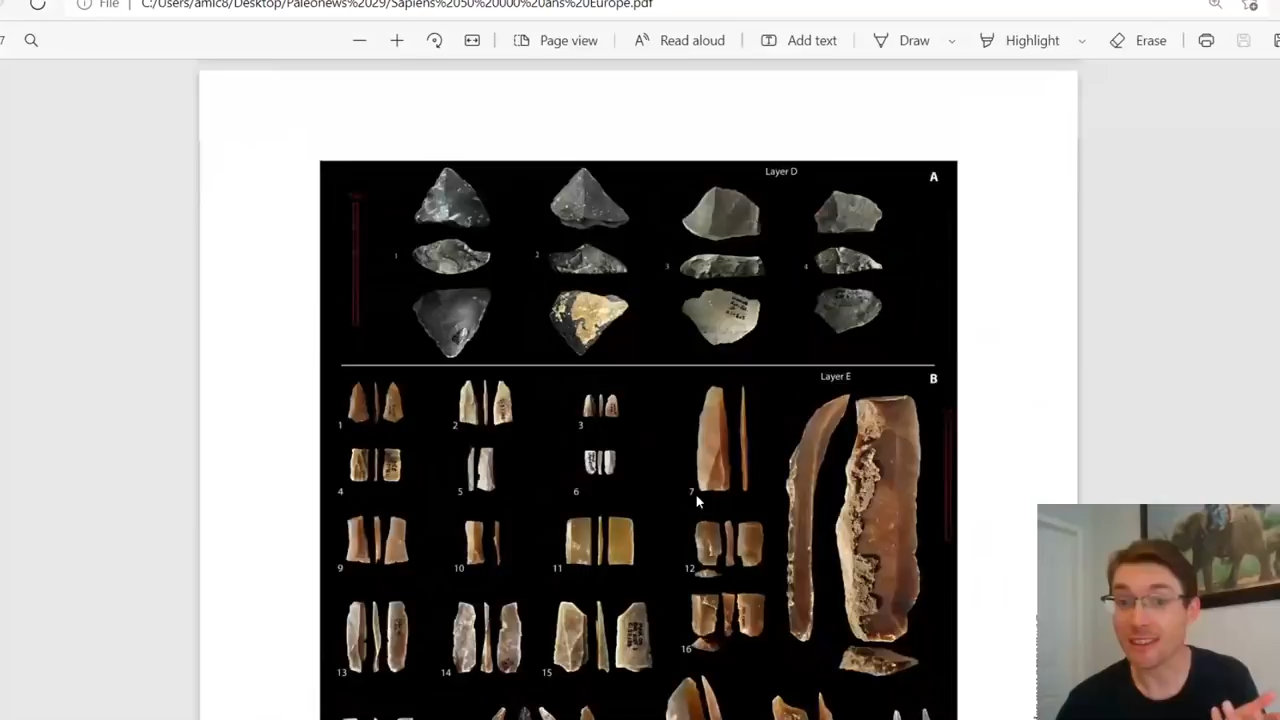 File
C:/Users/amic8/Desktop/Paleonews%2029/Sapiens%2050%20000%20ans%20Europe.pdf
Page view
Read aloud
Add text
Draw
Highlight
Erase
Layer D
A
1
2
3
4
Layer E
B
1
2
3
4
5
6
7
9
10
11
12
13
14
15
16